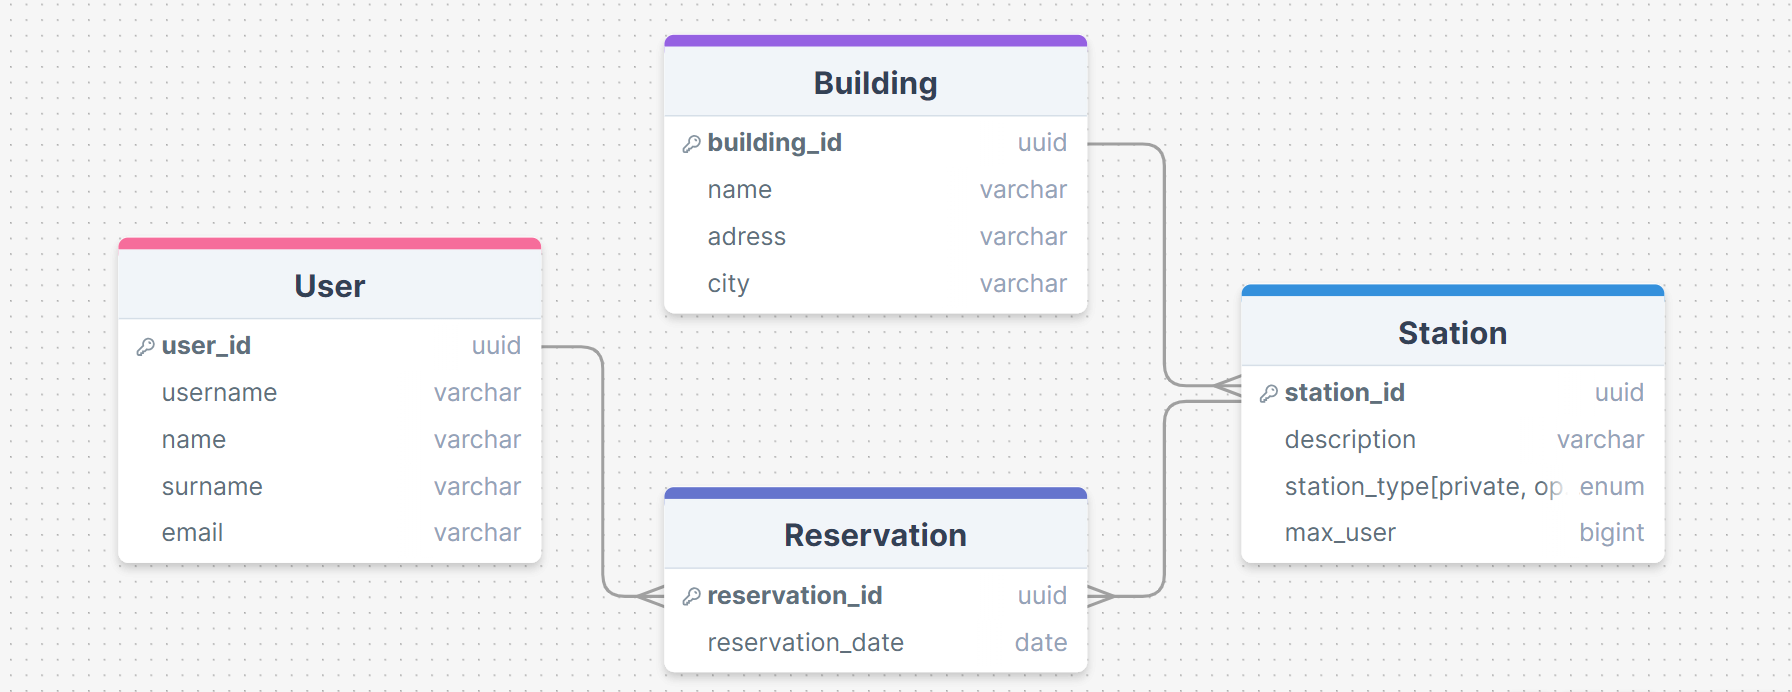 Building
building_id uuid
name varchar
adress varchar
city varchar
User
user_id uuid
username varchar
name varchar
surname varchar
email varchar
Station
station_id uuid
description varchar
station_type[private, op enum
max_user bigint
Reservation
reservation_id uuid
reservation_date date